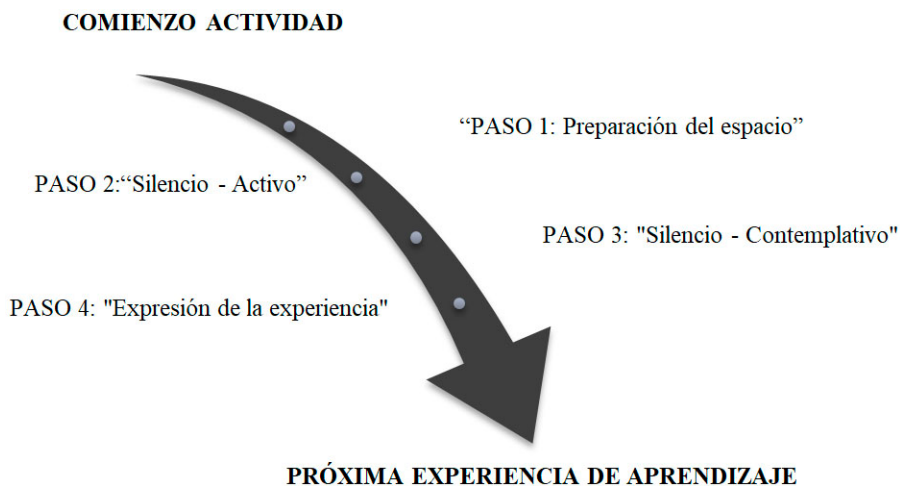 COMIENZO ACTIVIDAD
“PASO 1: Preparación del espacio”
PASO 2:“Silencio - Activo”
PASO 3: "Silencio - Contemplativo"
PASO 4: "Expresión de la experiencia"
PRÓXIMA EXPERIENCIA DE APRENDIZAJE